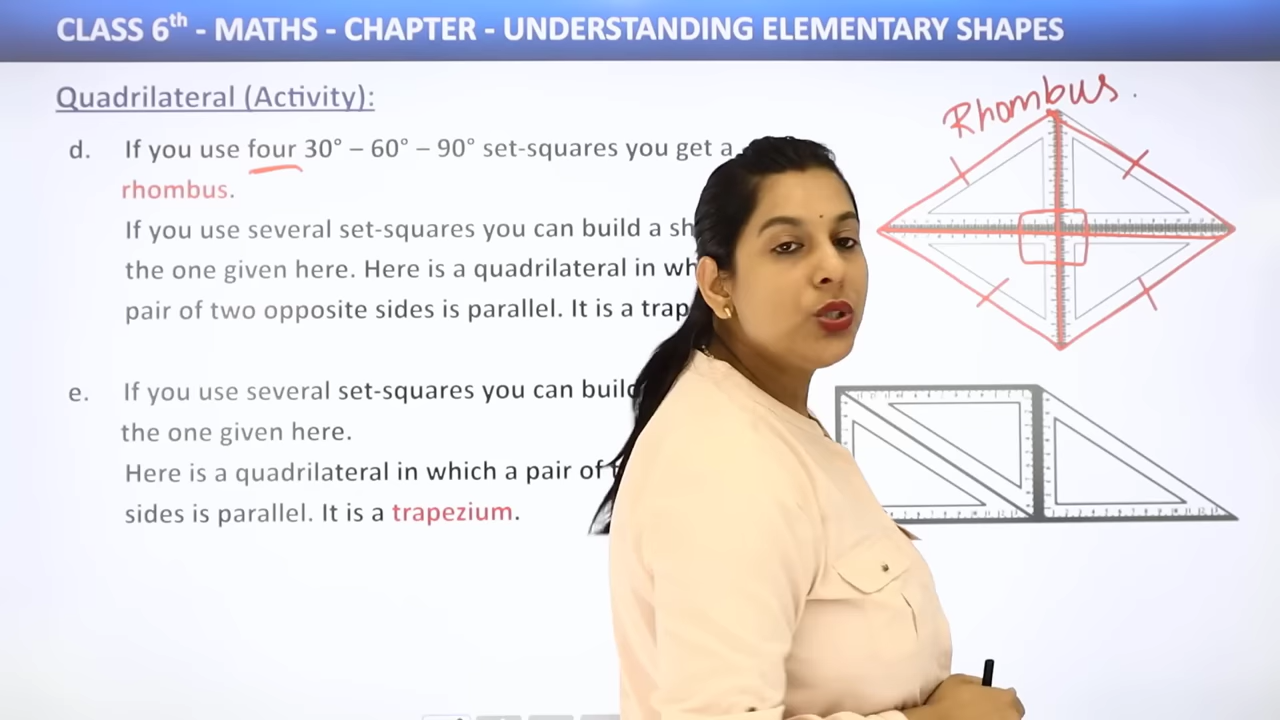 CLASS 6th - MATHS - CHAPTER - UNDERSTANDING ELEMENTARY SHAPES
Quadrilateral (Activity):
Rhombus.
d. If you use four 30° – 60° – 90° set-squares you get a
rhombus.
If you use several set-squares you can build a sh
the one given here. Here is a quadrilateral in wh
pair of two opposite sides is parallel. It is a trap
e. If you use several set-squares you can build
the one given here.
Here is a quadrilateral in which a pair of
sides is parallel. It is a trapezium.